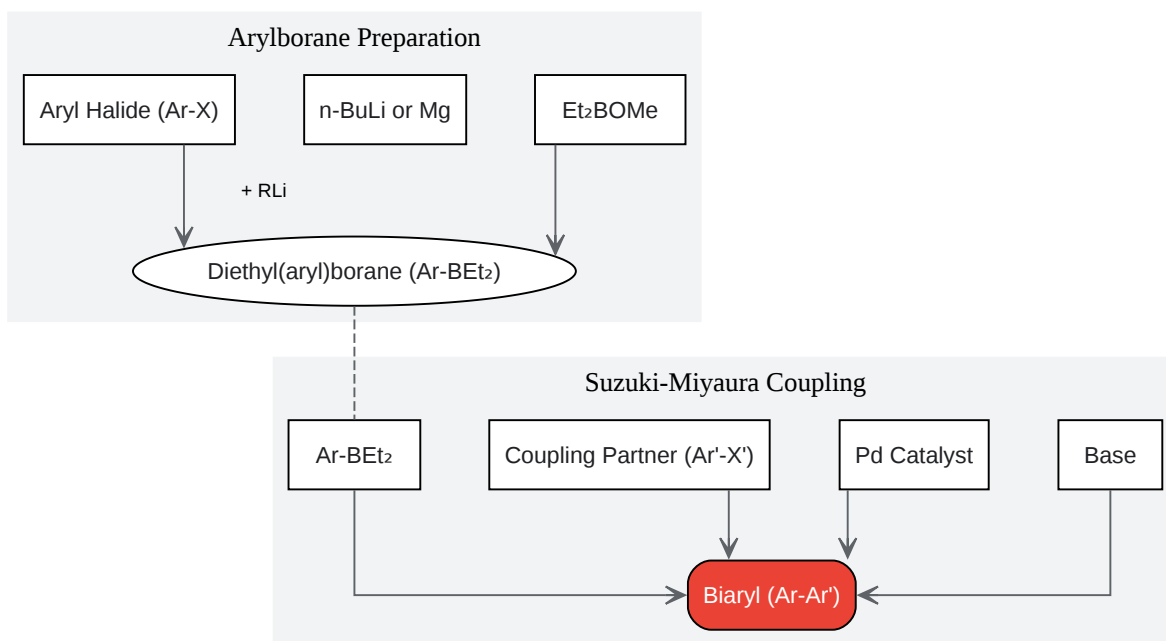 Arylborane Preparation
Aryl Halide (Ar-X)
n-BuLi or Mg
Et₂BOMe
+ RLi
Diethyl(aryl)borane (Ar-BEt₂)
Suzuki-Miyaura Coupling
Ar-BEt₂
Coupling Partner (Ar'-X')
Pd Catalyst
Base
Biaryl (Ar-Ar')